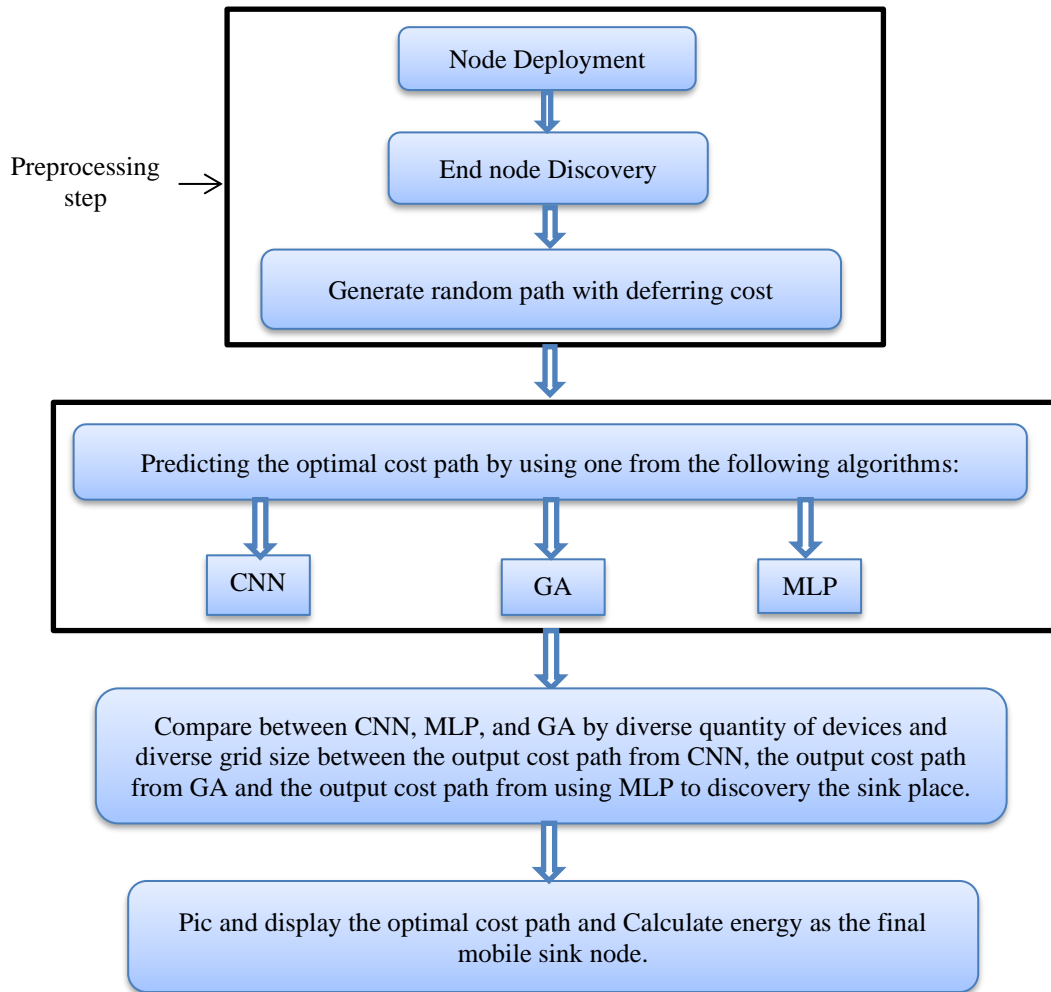 Node Deployment
Preprocessing
step
End node Discovery
Generate random path with deferring cost
Predicting the optimal cost path by using one from the following algorithms:
CNN
GA
MLP
Compare between CNN, MLP, and GA by diverse quantity of devices and
diverse grid size between the output cost path from CNN, the output cost path
from GA and the output cost path from using MLP to discovery the sink place.
Pic and display the optimal cost path and Calculate energy as the final
mobile sink node.